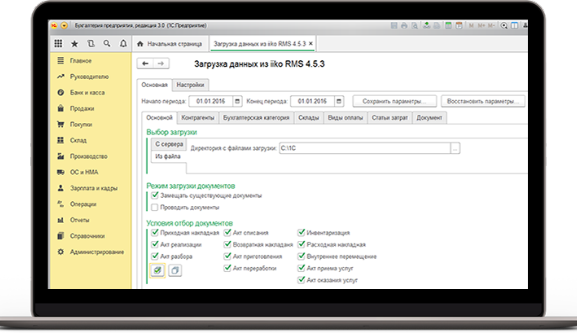 Бухгалтерия предприятия, редакция 3.0 (1С:Предприятие)
M M+ M-
Начальная страница
Загрузка данных из iiko RMS 4.5.3 ×
Главное
Руководителю
Банк и касса
Продажи
Покупки
Склад
Производство
ОС и НМА
Зарплата и кадры
Операции
Отчеты
Справочники
Администрирование
Загрузка данных из iiko RMS 4.5.3
Основная Настройки
Начало периода: 01.01.2016 Конец периода: 01.01.2016 Сохранить параметры... Восстановить параметры...
Основной Контрагенты Бухгалтерская категория Склады Виды оплаты Статьи затрат Документ
Выбор загрузки
С сервера
Из файла
Директория с файлами загрузки: C:\1C ...
Режим загрузки документов
Замещать существующие документы
Проводить документы
Условия отбор документов
Приходная накладная Акт списания Инвентаризация
Акт реализации Возвратная накладная Расходная накладная
Акт разбора Акт приготовления Внутреннее перемещение
Акт переработки Акт приема услуг
Акт оказания услуг